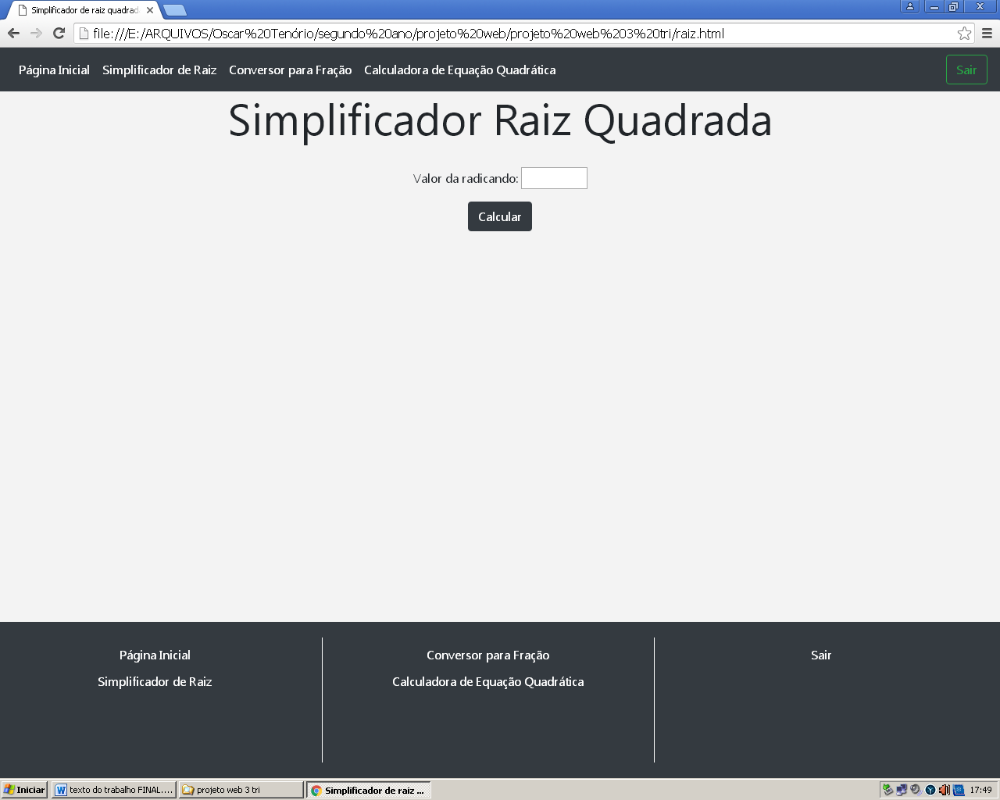 Simplificador de raiz quadrad
file:///E:/ARQUIVOS/Oscar%20Tenório/segundo%20ano/projeto%20web/projeto%20web%203%20tri/raiz.html
Página Inicial Simplificador de Raiz Conversor para Fração Calculadora de Equação Quadrática Sair
Simplificador Raiz Quadrada
Valor da radicando:
Calcular
Página Inicial Conversor para Fração Sair
Simplificador de Raiz Calculadora de Equação Quadrática
Iniciar texto do trabalho FINAL.... projeto web 3 tri Simplificador de raiz ... 17:49